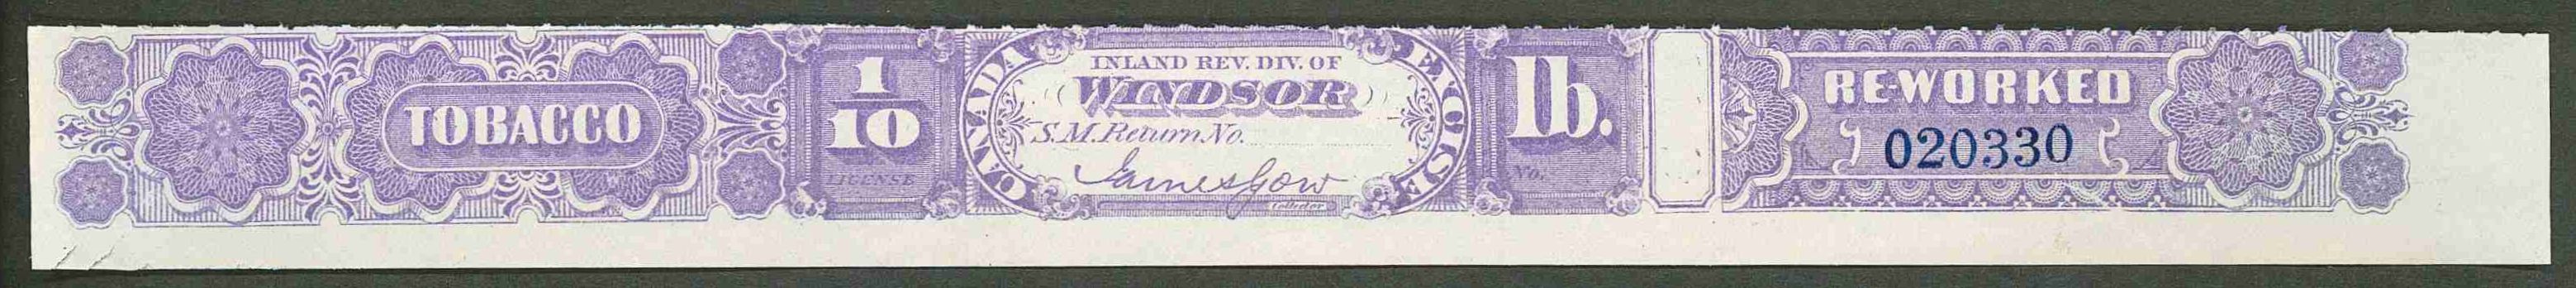 TOBACCO
1/10
LICENSE
CANADA
EXCISE
INLAND REV. DIV. OF
WINDSOR
S.M. Return No.
James Gow
Collector
lb.
No.
RE-WORKED
020330